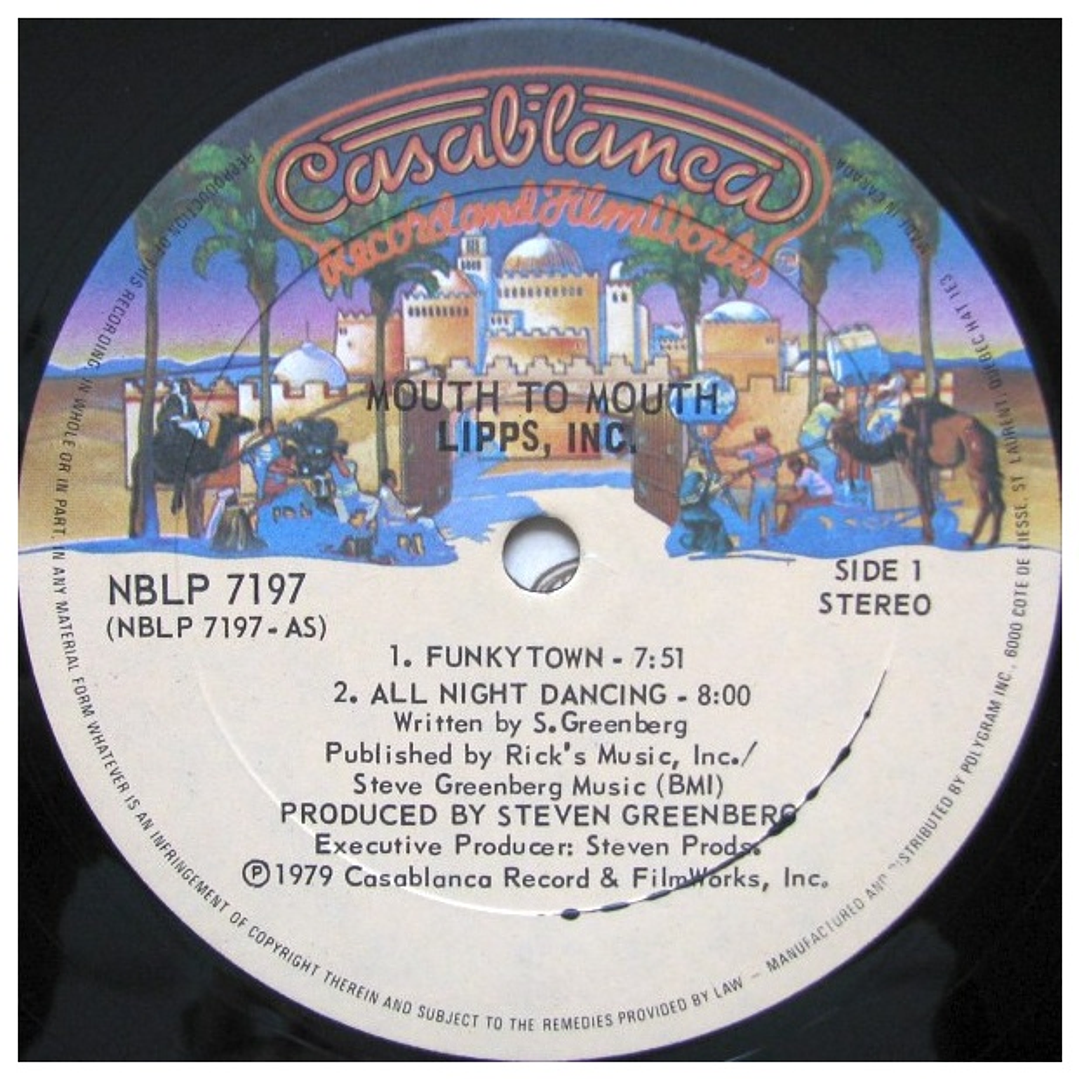 Casablanca
Record and FilmWorks
MOUTH TO MOUTH
LIPPS, INC.
NBLP 7197
(NBLP 7197-AS)
SIDE 1
STEREO
1. FUNKYTOWN - 7:51
2. ALL NIGHT DANCING - 8:00
Written by S.Greenberg
Published by Rick's Music, Inc./
Steve Greenberg Music (BMI)
PRODUCED BY STEVEN GREENBERG
Executive Producer: Steven Prods.
℗1979 Casablanca Record & FilmWorks, Inc.
REPRODUCTION OF THIS RECORDING, IN WHOLE OR IN PART, IN ANY MATERIAL FORM WHATEVER IS AN INFRINGEMENT OF COPYRIGHT THEREIN AND SUBJECT TO THE REMEDIES PROVIDED BY LAW — MANUFACTURED AND DISTRIBUTED BY POLYGRAM INC., 6000 COTE DE LIESSE, ST LAURENT, QUEBEC H4T 1E3 MADE IN CANADA